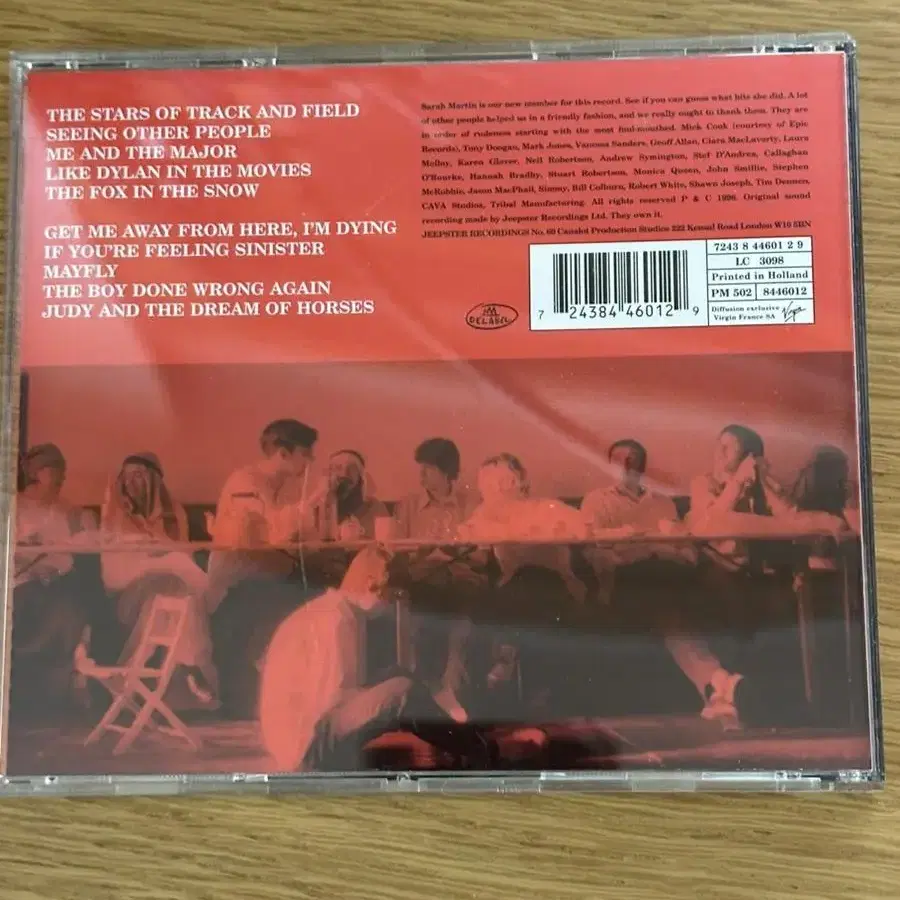 THE STARS OF TRACK AND FIELD
SEEING OTHER PEOPLE
ME AND THE MAJOR
LIKE DYLAN IN THE MOVIES
THE FOX IN THE SNOW
GET ME AWAY FROM HERE, I'M DYING
IF YOU'RE FEELING SINISTER
MAYFLY
THE BOY DONE WRONG AGAIN
JUDY AND THE DREAM OF HORSES
Sarah Martin is our new member for this record. See if you can guess what bits she did. A lot
of other people helped us in a friendly fashion, and we really ought to thank them. They are
in order of rudeness starting with the most foul-mouthed. Mick Cook (courtesy of Epic
Records), Tony Doogan, Mark Jones, Vanessa Sanders, Geoff Allan, Ciara MacLaverty, Laura
Molloy, Karen Glover, Neil Robertson, Andrew Symington, Stef D'Andrea, Callaghan
O'Rourke, Hannah Bradby, Stuart Robertson, Monica Queen, John Smillie, Stephen
McRobbie, Jason MacPhail, Simmy, Bill Colburn, Robert White, Shawn Joseph, Tim Dennen,
CAVA Studios, Tribal Manufacturing. All rights reserved P & C 1996. Original sound
recording made by Jeepster Recordings Ltd. They own it.
JEEPSTER RECORDINGS No. 60 Canalot Production Studios 222 Kensal Road London W10 5BN
DELABEL
7 24384 46012 9
7243 8 44601 2 9
LC 3098
Printed in Holland
PM 502 8446012
Diffusion exclusive
Virgin France SA
Virgin